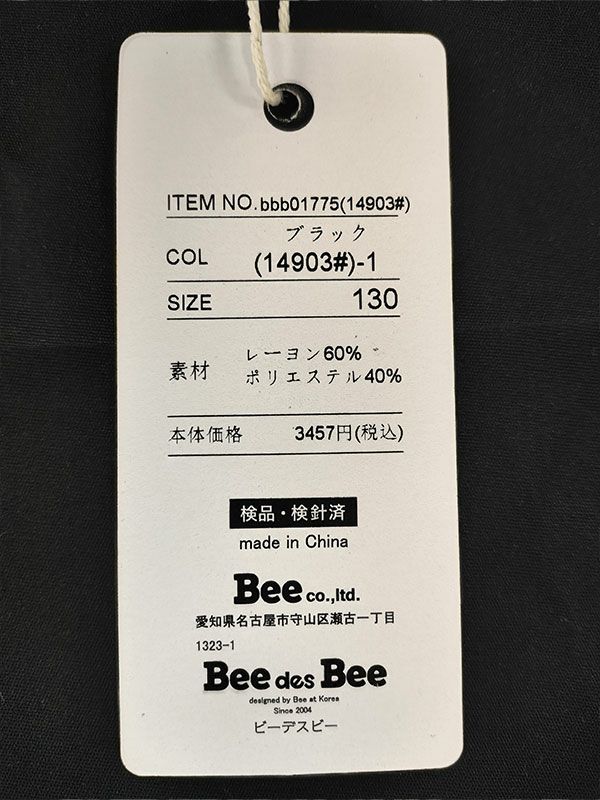 ITEM NO. bbb01775(14903#)
ブラック
COL (14903#)-1
SIZE 130
素材 レーヨン60%
ポリエステル40%
本体価格 3457円(税込)
検品・検針済
made in China
Bee co.,ltd.
愛知県名古屋市守山区瀬古一丁目
1323-1
Bee des Bee
designed by Bee at Korea
Since 2004
ビーデスビー